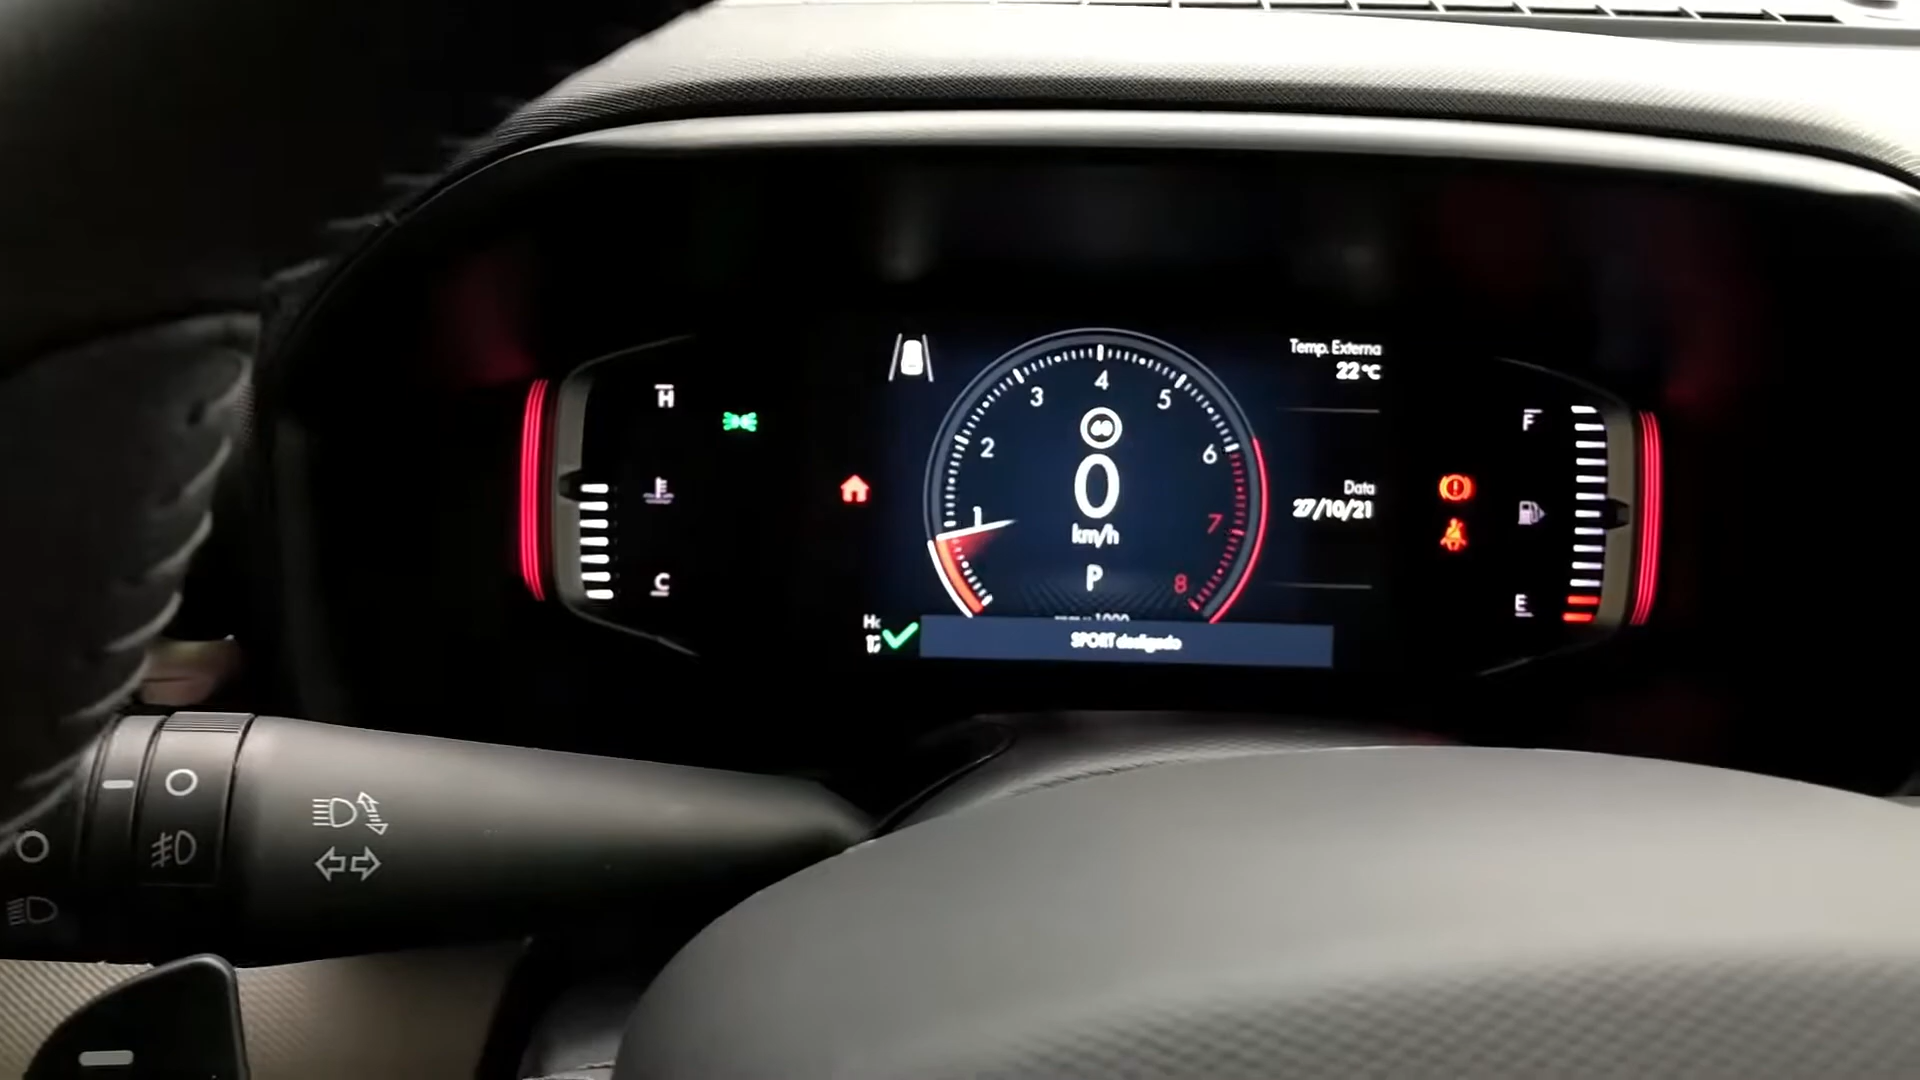 H
C
Temp. Externa
22 °C
1
2
3
4
5
6
7
8
60
0
km/h
P
Data
27/10/21
SPORT desligado
F
E